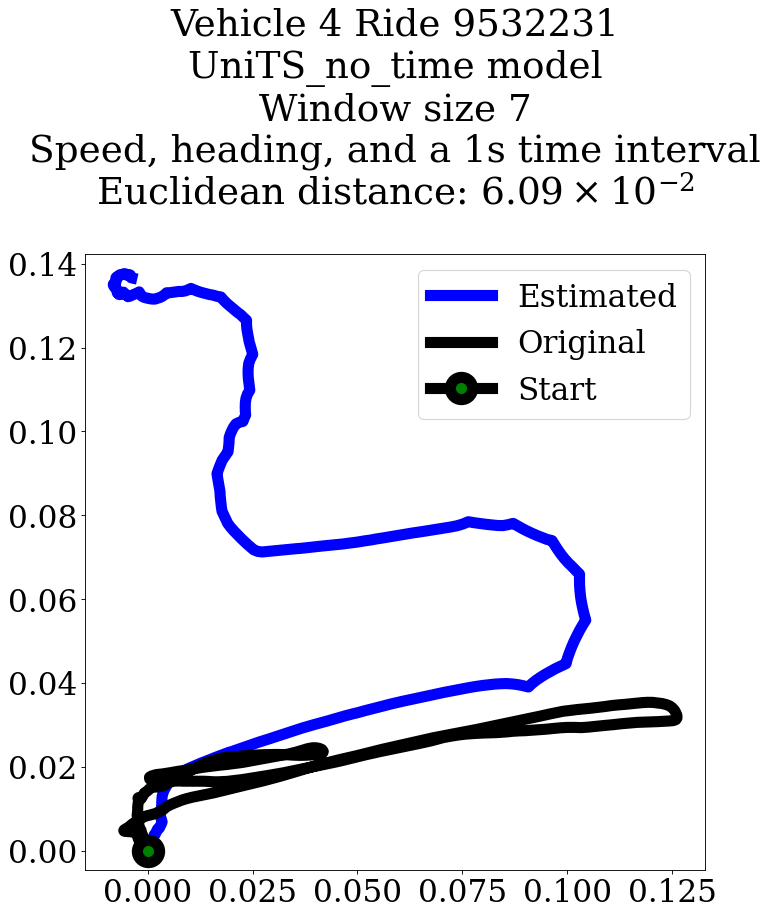 Vehicle 4 Ride 9532231
UniTS_no_time model
Window size 7
Speed, heading, and a 1s time interval
Euclidean distance: 6.09 × 10⁻²
0.14
0.12
0.10
0.08
0.06
0.04
0.02
0.00
Estimated
Original
Start
0.000 0.025 0.050 0.075 0.100 0.125